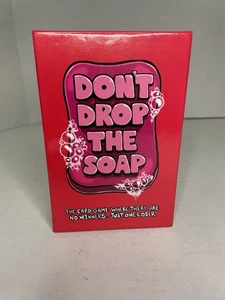 DON'T
DROP
THE
SOAP
THE CARD GAME WHERE THERE ARE
NO WINNERS... JUST ONE LOSER!